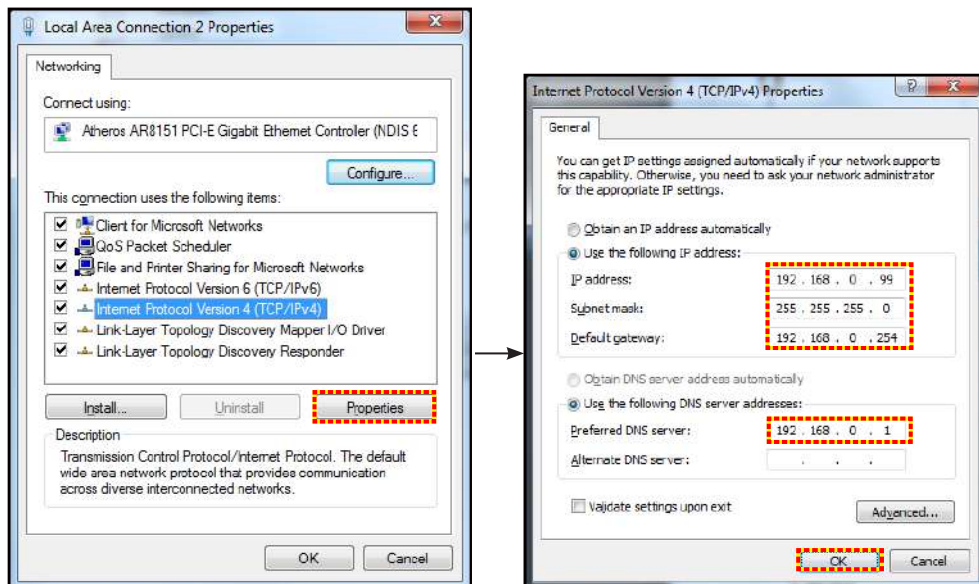 Local Area Connection 2 Properties
Networking
Connect using:
Atheros AR8151 PCI-E Gigabit Ethernet Controller (NDIS 6
Configure...
This connection uses the following items:
Client for Microsoft Networks
QoS Packet Scheduler
File and Printer Sharing for Microsoft Networks
Internet Protocol Version 6 (TCP/IPv6)
Internet Protocol Version 4 (TCP/IPv4)
Link-Layer Topology Discovery Mapper I/O Driver
Link-Layer Topology Discovery Responder
Install...
Uninstall
Properties
Description
Transmission Control Protocol/Internet Protocol. The default
wide area network protocol that provides communication
across diverse interconnected networks.
OK
Cancel
Internet Protocol Version 4 (TCP/IPv4) Properties
General
You can get IP settings assigned automatically if your network supports
this capability. Otherwise, you need to ask your network administrator
for the appropriate IP settings.
Obtain an IP address automatically
Use the following IP address:
IP address:
192 . 168 . 0 . 99
Subnet mask:
255 . 255 . 255 . 0
Default gateway:
192 . 168 . 0 . 254
Obtain DNS server address automatically
Use the following DNS server addresses:
Preferred DNS server:
192 . 168 . 0 . 1
Alternate DNS server:
. . .
Validate settings upon exit
Advanced...
OK
Cancel